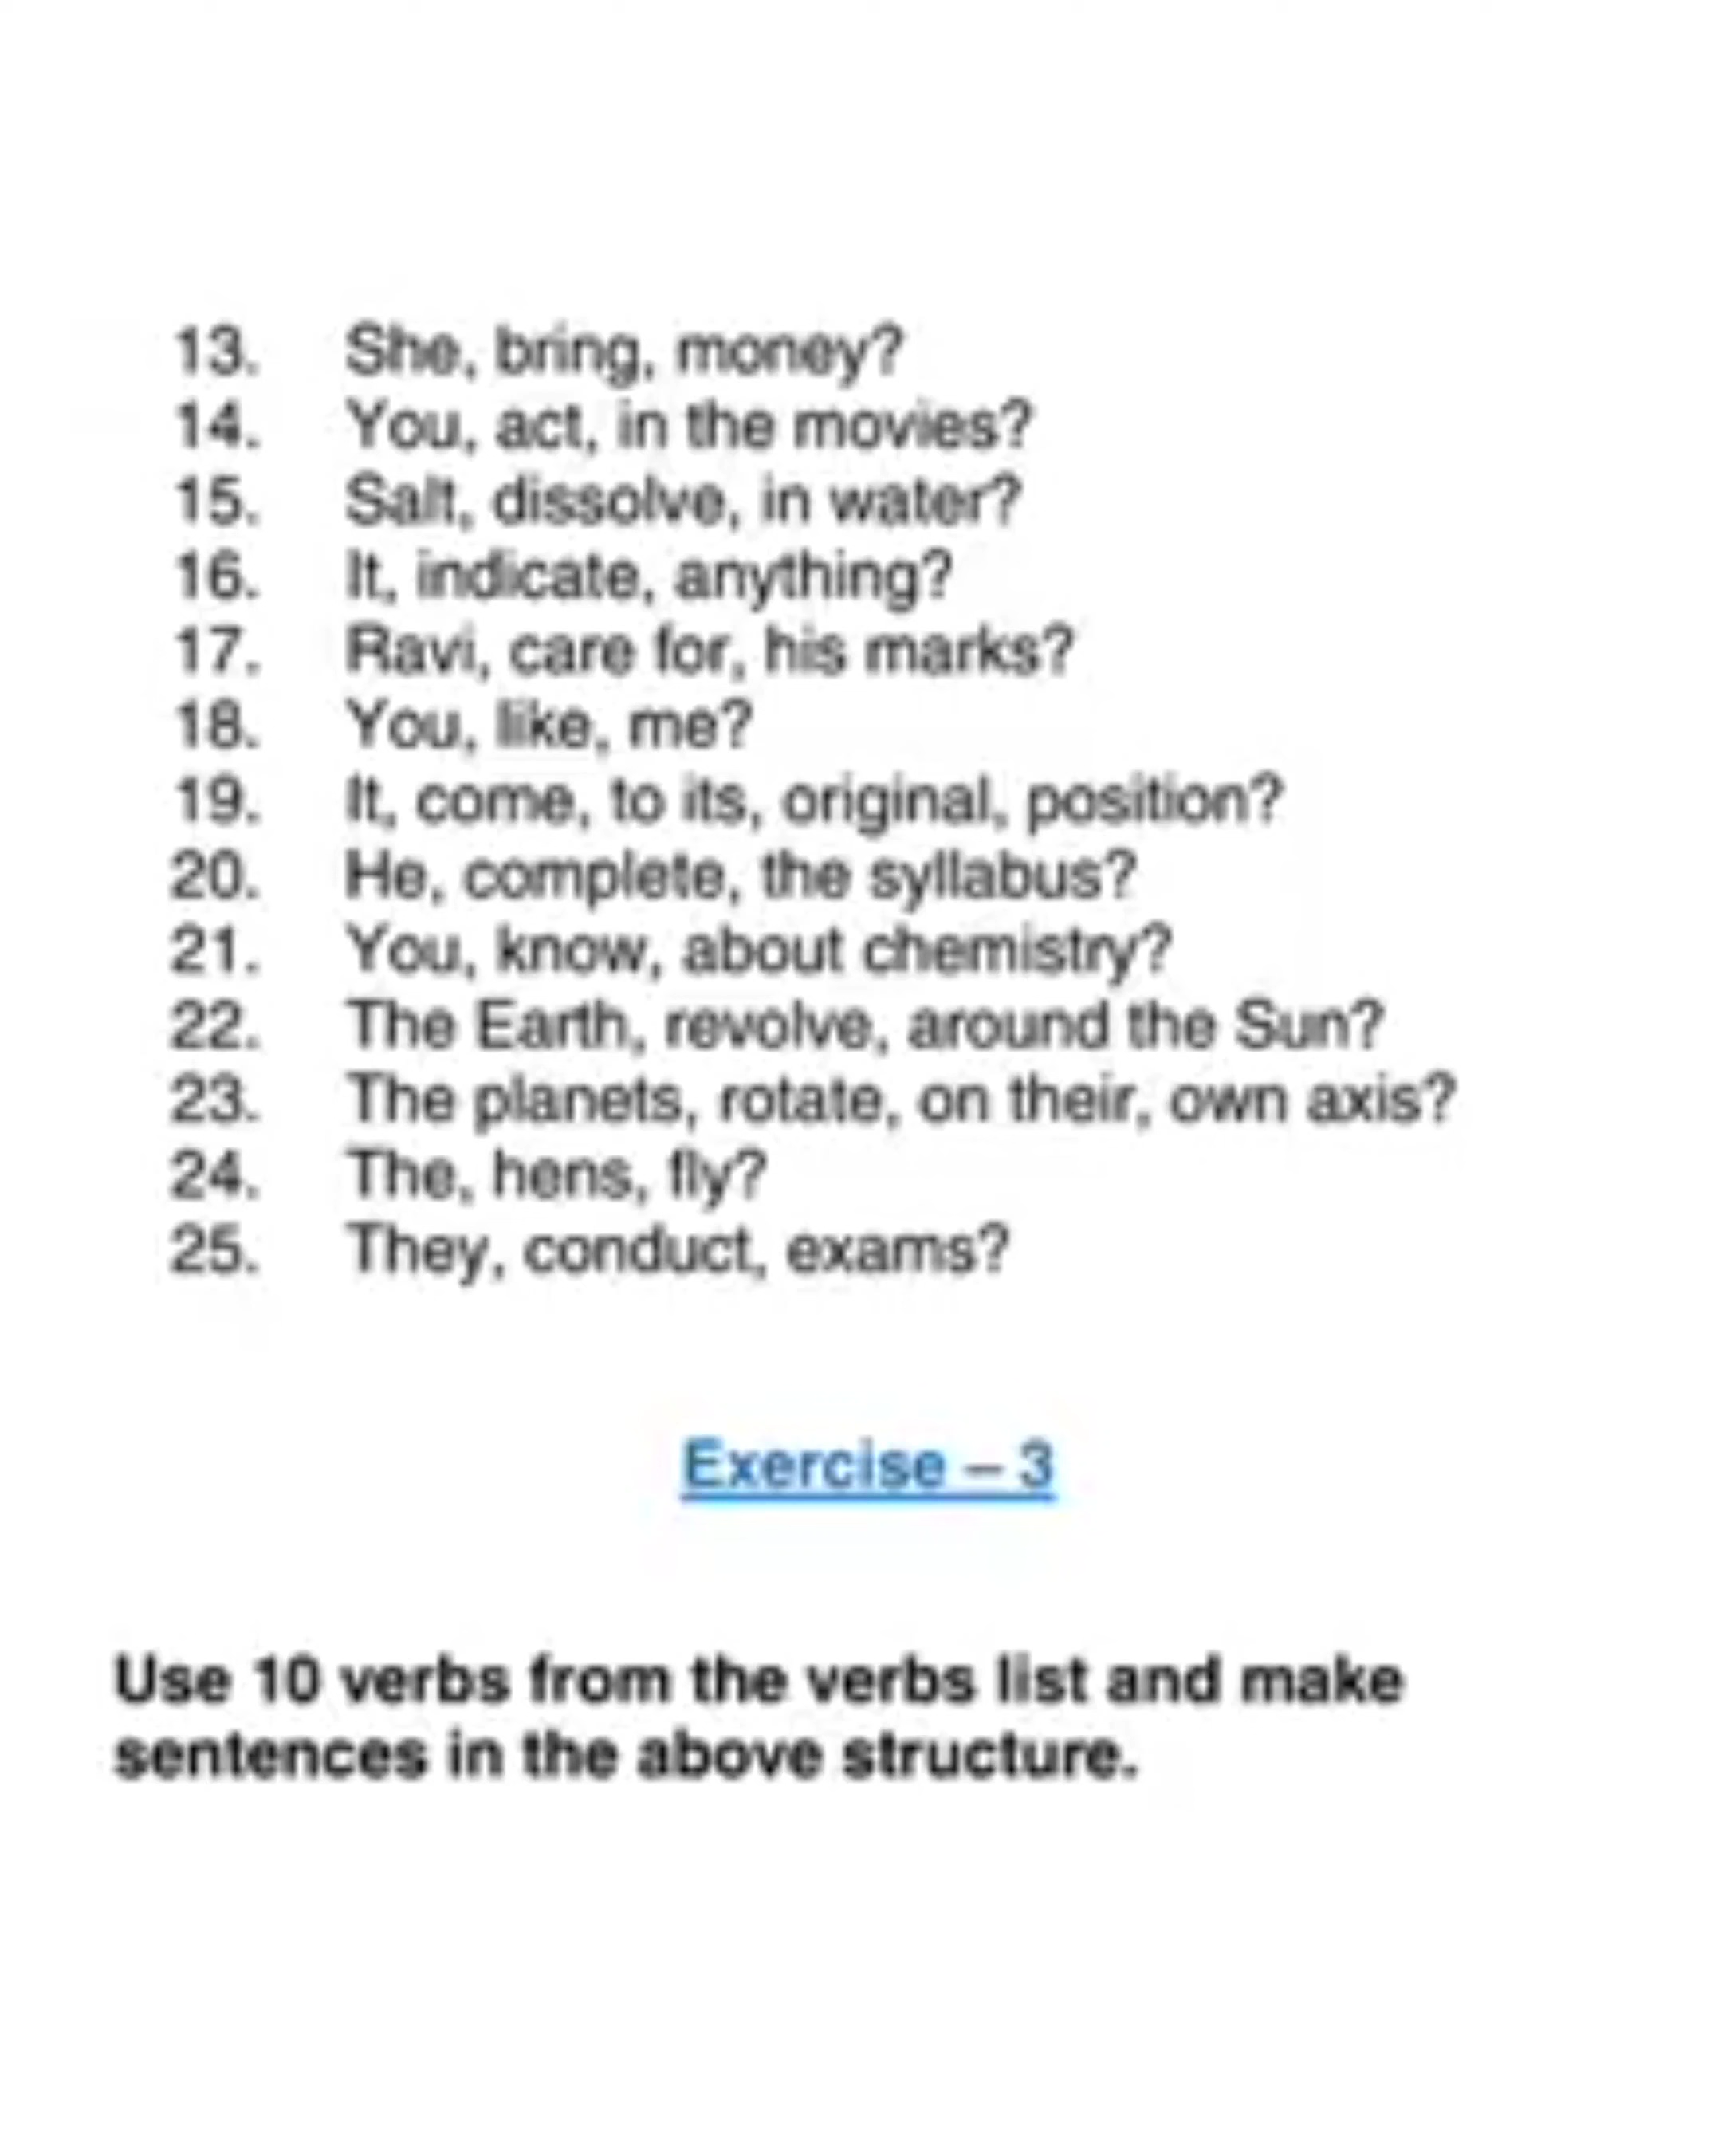 13. She, bring, money?
14. You, act, in the movies?
15. Salt, dissolve, in water?
16. It, indicate, anything?
17. Ravi, care for, his marks?
18. You, like, me?
19. It, come, to its, original, position?
20. He, complete, the syllabus?
21. You, know, about chemistry?
22. The Earth, revolve, around the Sun?
23. The planets, rotate, on their, own axis?
24. The, hens, fly?
25. They, conduct, exams?
Exercise – 3
Use 10 verbs from the verbs list and make
sentences in the above structure.